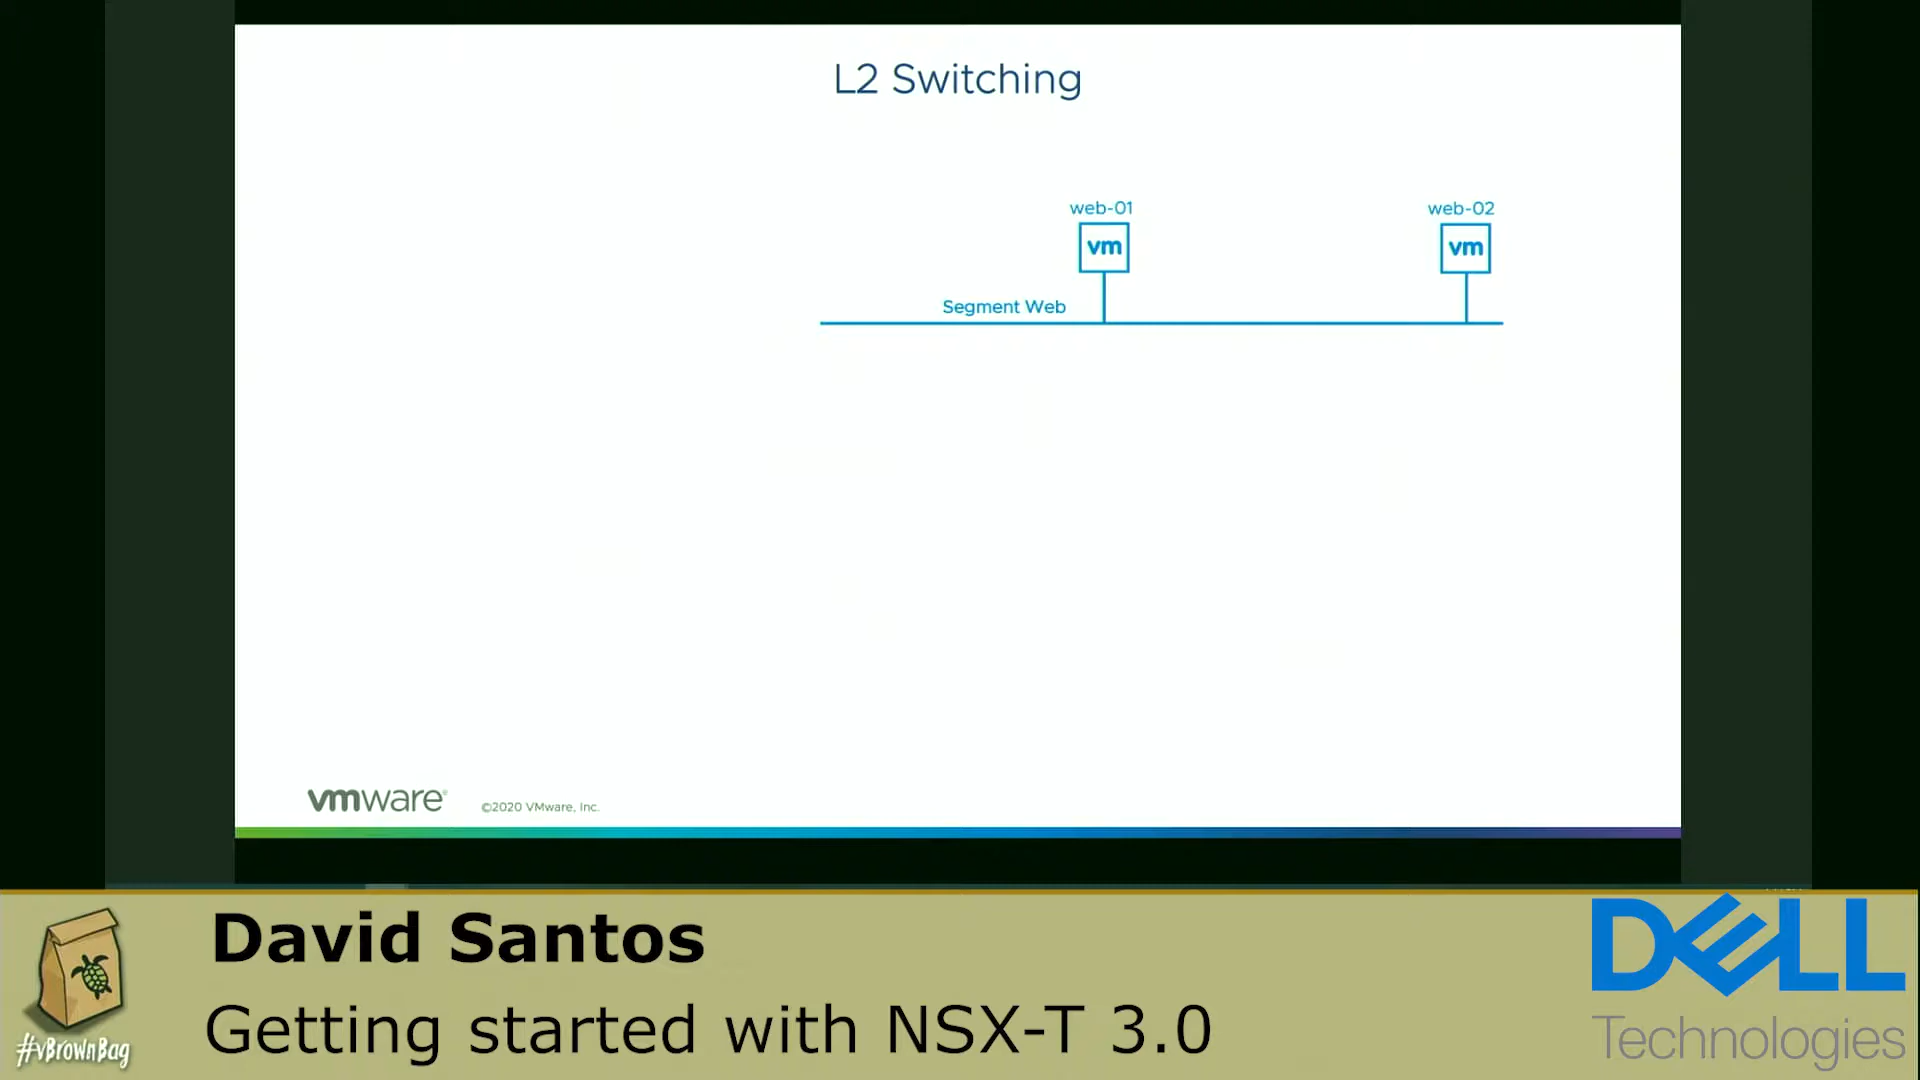 L2 Switching
web-01
web-02
vm
vm
Segment Web
vmware®
©2020 VMware, Inc.
David Santos
Getting started with NSX-T 3.0
#vBrownBag
DELL
Technologies